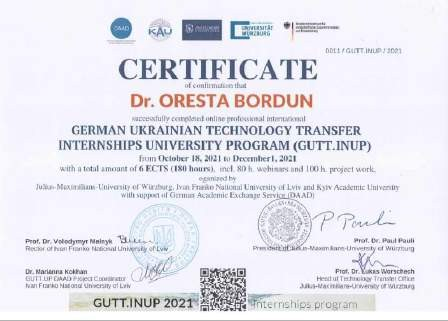 DAAD
KAU
UNIVERSITÄT
WÜRZBURG
0011 / GUTT.INUP / 2021
CERTIFICATE
of confirmation that
Dr. ORESTA BORDUN
successfully completed online professional international
GERMAN UKRAINIAN TECHNOLOGY TRANSFER
INTERNSHIPS UNIVERSITY PROGRAM (GUTT.INUP)
from October 18, 2021 to December1, 2021
with a total amount of 6 ECTS (180 hours), incl. 80 h. webinars and 100 h. project work,
oganized by
Julius-Maximilians-University of Würzburg, Ivan Franko National University of Lviv and Kyiv Academic University
with support of German Academic Exchange Service (DAAD)
Prof. Dr. Volodymyr Melnyk
Rector of Ivan Franko National University of Lviv
P. Pauli
Prof. Dr. Paul Pauli
President of Julius-Maximilians-University of Würzburg
Dr. Marianna Kokhan
GUTT.UP DAAD Project Coordinator
Ivan Franko National University of Lviv
Prof. Dr. Lukas Worschech
Head of Technology Transfer Office
Julius-Maximilians-University of Würzburg
GUTT.INUP 2021
Internships program